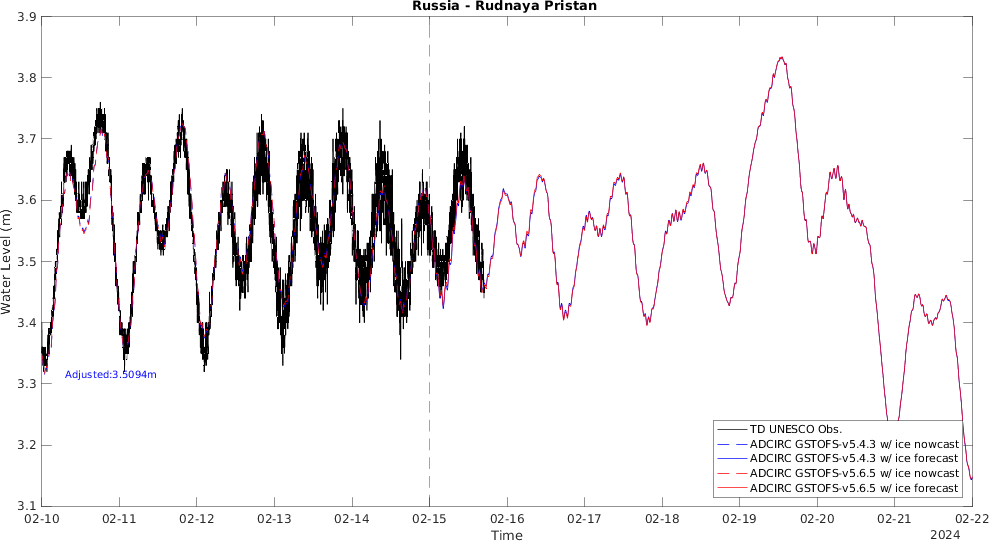 Russia - Rudnaya Pristan
3.9
3.8
3.7
3.6
3.5
3.4
3.3
3.2
3.1
Water Level (m)
Adjusted:3.5094m
TD UNESCO Obs.
ADCIRC GSTOFS-v5.4.3 w/ ice nowcast
ADCIRC GSTOFS-v5.4.3 w/ ice forecast
ADCIRC GSTOFS-v5.6.5 w/ ice nowcast
ADCIRC GSTOFS-v5.6.5 w/ ice forecast
02-10 02-11 02-12 02-13 02-14 02-15 02-16 02-17 02-18 02-19 02-20 02-21 02-22
Time
2024